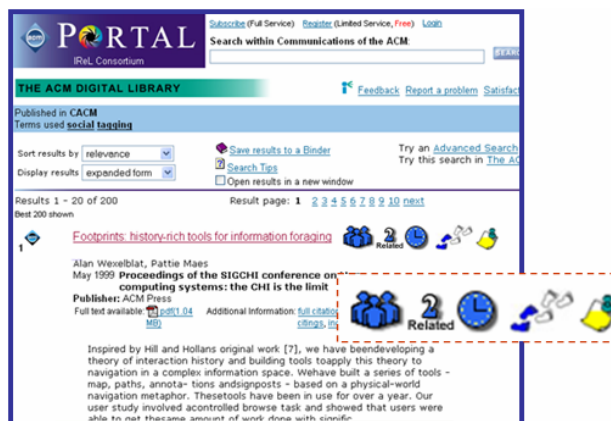 Subscribe (Full Service) Register (Limited Service, Free) Login
acm PORTAL
IReL Consortium
Search within Communications of the ACM:
SEARC
THE ACM DIGITAL LIBRARY
Feedback Report a problem Satisfac
Published in CACM
Terms used social tagging
Sort results by relevance
Display results expanded form
Save results to a Binder
Search Tips
Open results in a new window
Try an Advanced Search
Try this search in The AC
Results 1 - 20 of 200
Best 200 shown
Result page: 1 2 3 4 5 6 7 8 9 10 next
1 Footprints: history-rich tools for information foraging
2 Related
Alan Wexelblat, Pattie Maes
May 1999 Proceedings of the SIGCHI conference on
computing systems: the CHI is the limit
Publisher: ACM Press
Full text available: pdf(1.04 MB)
Additional Information: full citatio
citings, in
2 Related
Inspired by Hill and Hollans original work [7], we have beendeveloping a
theory of interaction history and building tools toapply this theory to
navigation in a complex information space. Wehave built a series of tools -
map, paths, annota- tions andsignposts - based on a physical-world
navigation metaphor. Thesetools have been in use for over a year. Our
user study involved acontrolled browse task and showed that users were
able to get thesame amount of work done with signific